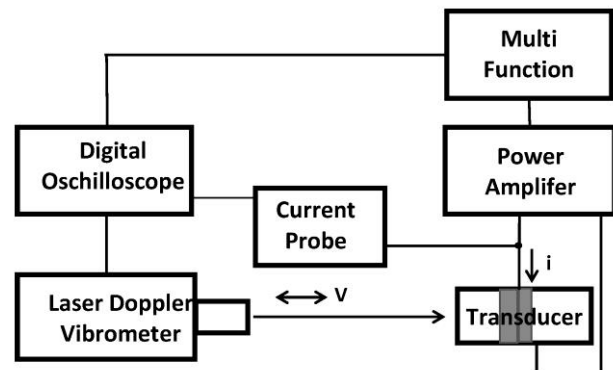 Multi
Function
Digital
Oschilloscope
Power
Amplifer
Current
Probe
i
V
Laser Doppler
Vibrometer
Transducer